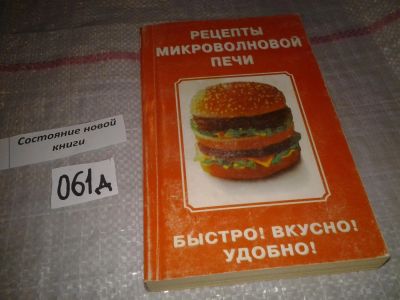 РЕЦЕПТЫ
МИКРОВОЛНОВОЙ
ПЕЧИ
Состояние новой
книги
061д
БЫСТРО! ВКУСНО!
УДОБНО!